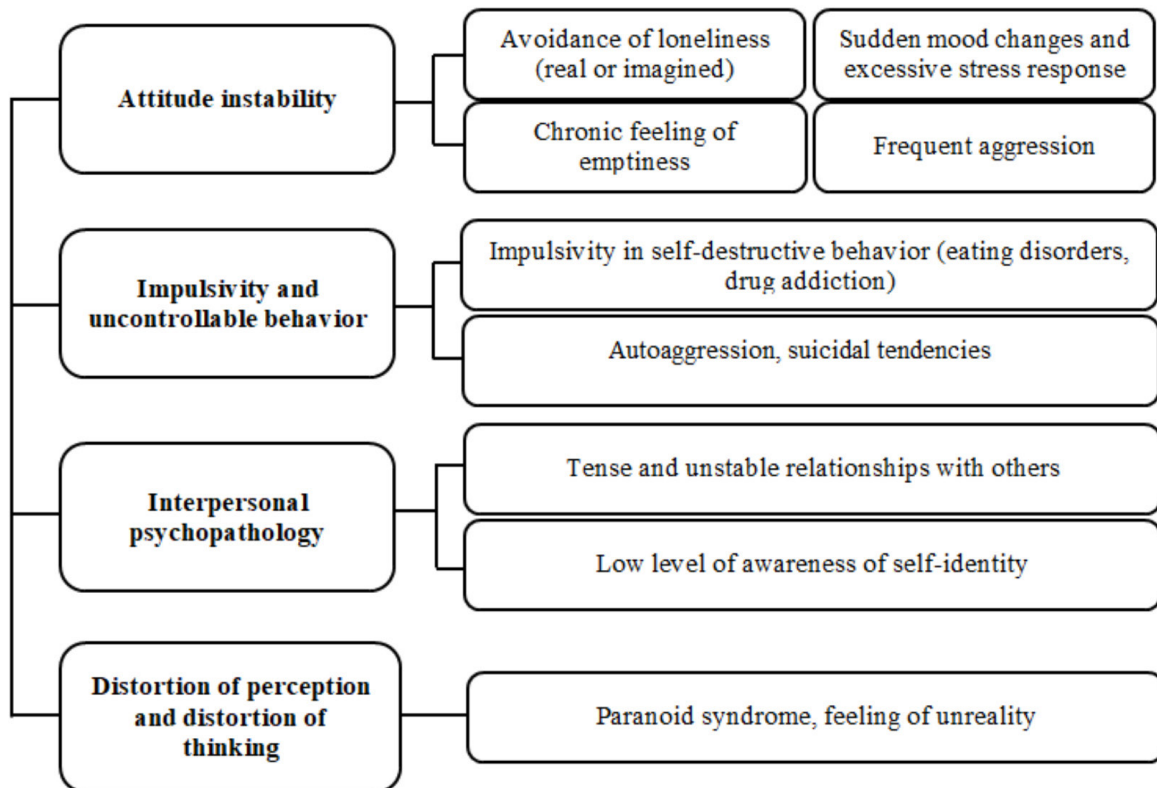 Attitude instability
Avoidance of loneliness
(real or imagined)
Sudden mood changes and
excessive stress response
Chronic feeling of
emptiness
Frequent aggression
Impulsivity and
uncontrollable behavior
Impulsivity in self-destructive behavior (eating disorders,
drug addiction)
Autoaggression, suicidal tendencies
Interpersonal
psychopathology
Tense and unstable relationships with others
Low level of awareness of self-identity
Distortion of perception
and distortion of
thinking
Paranoid syndrome, feeling of unreality